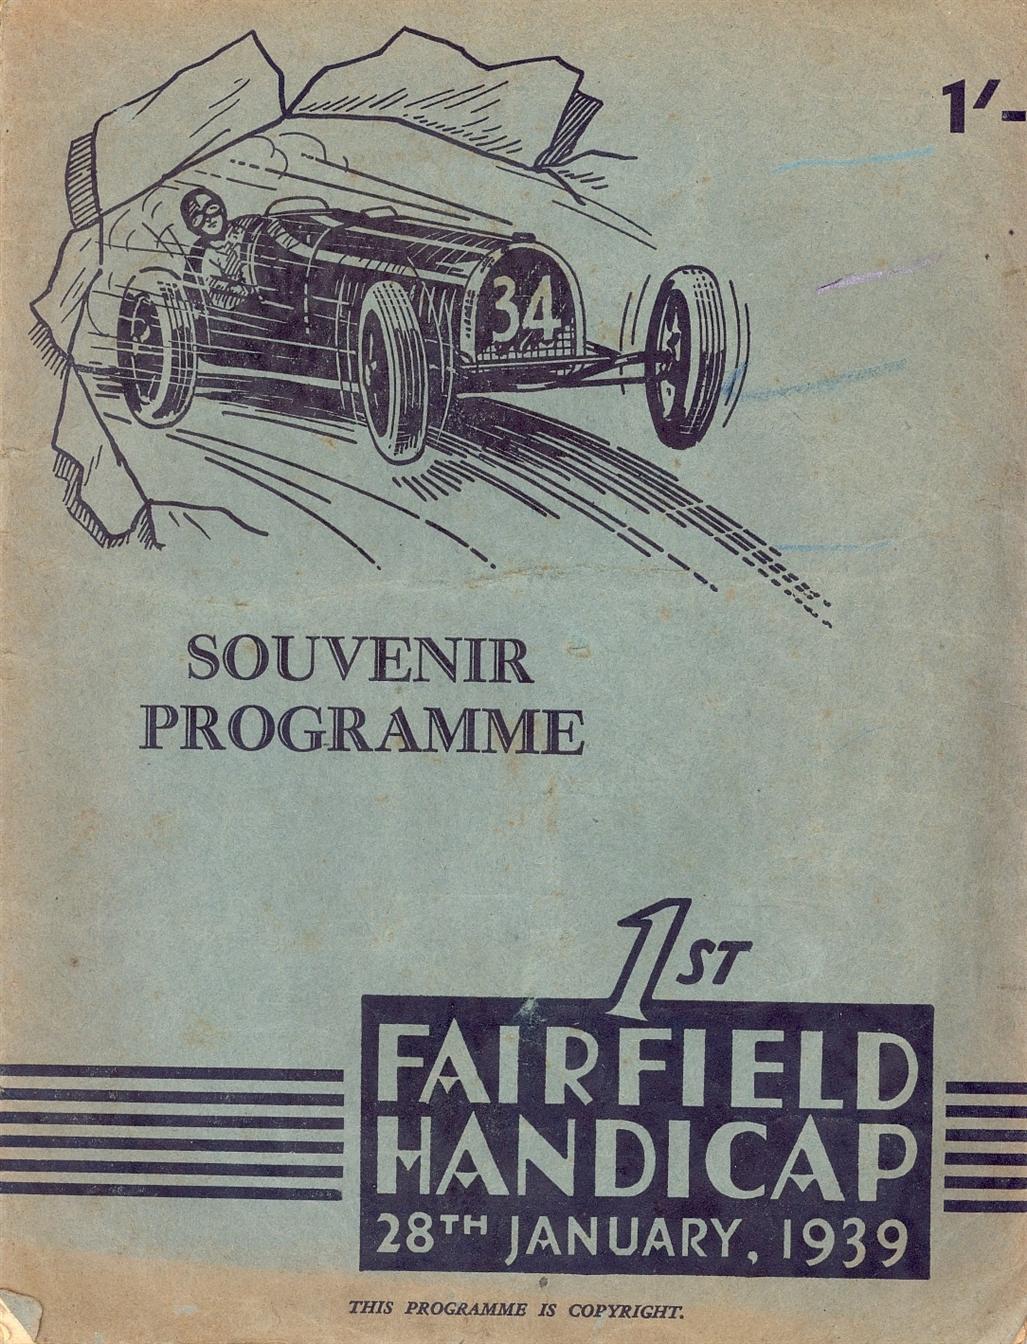 1/-
34
SOUVENIR
PROGRAMME
1ST
FAIRFIELD
HANDICAP
28TH JANUARY, 1939
THIS PROGRAMME IS COPYRIGHT.